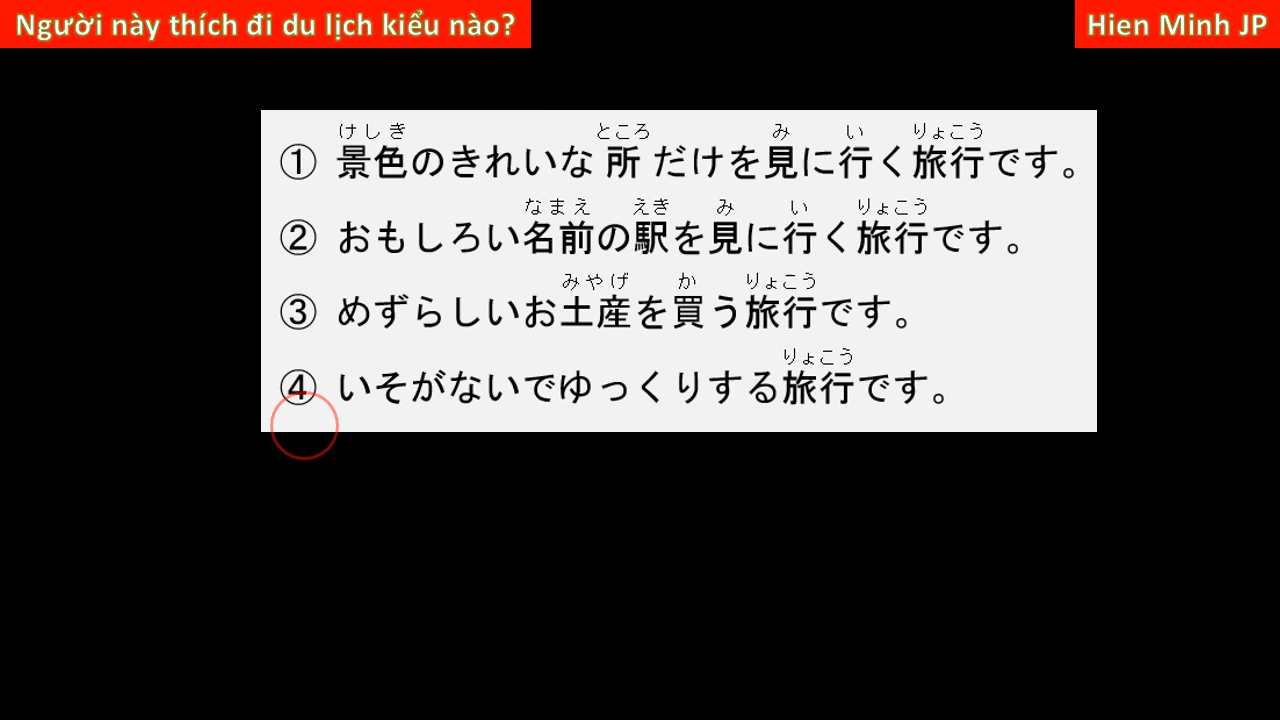 Người này thích đi du lịch kiểu nào?
Hien Minh JP
けしき ところ み い りょこう
① 景色のきれいな所だけを見に行く旅行です。
なまえ えき み い りょこう
② おもしろい名前の駅を見に行く旅行です。
みやげ か りょこう
③ めずらしいお土産を買う旅行です。
りょこう
④ いそがないでゆっくりする旅行です。